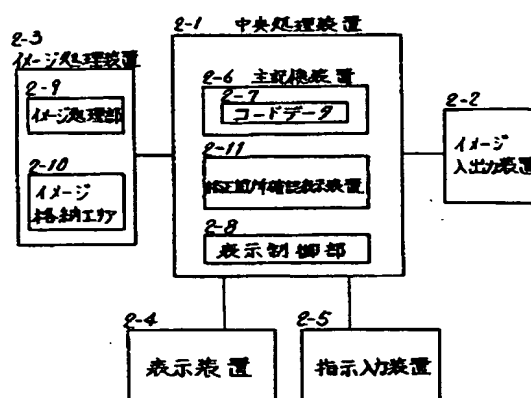 2-3
イメージ処理装置
2-9
イメージ処理部
2-10
イメージ
格納エリア
2-1 中央処理装置
2-6 主記憶装置
2-7
コードデータ
2-11
2-8
表示制御部
2-2
イメージ
入出力装置
2-4
表示装置
2-5
指示入力装置